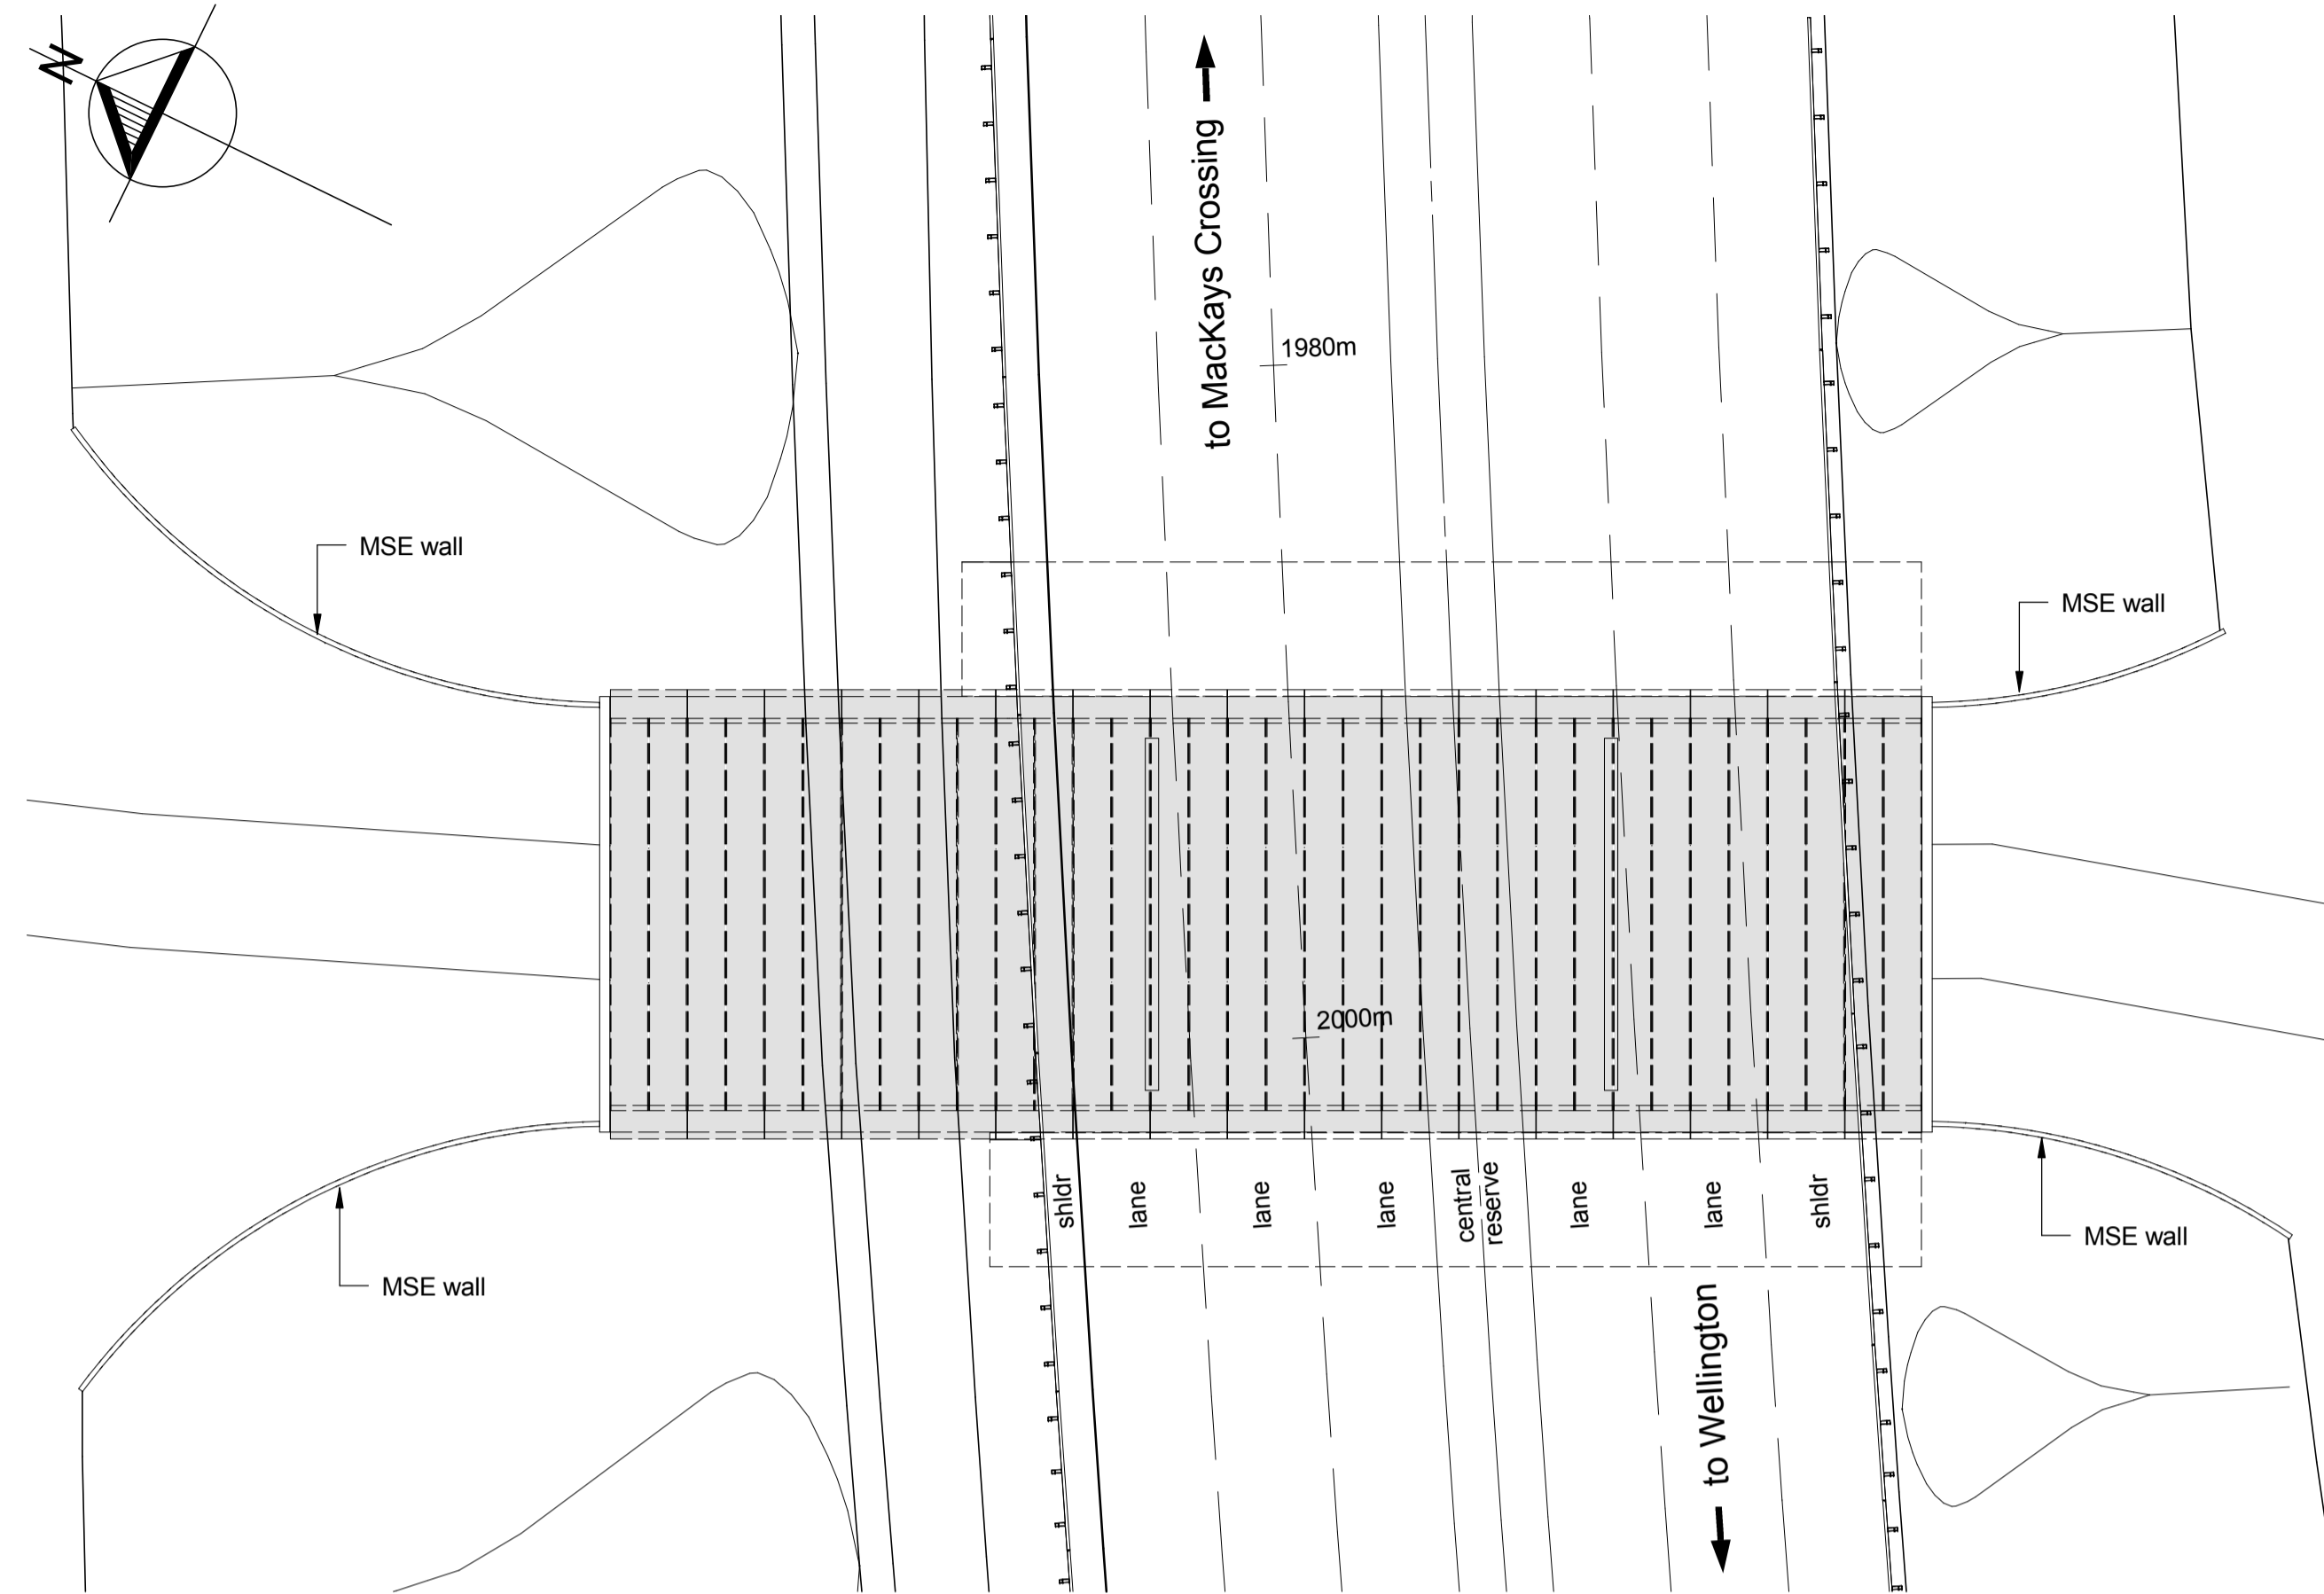 N
to MacKays Crossing
1980m
MSE wall
MSE wall
2000m
shldr
lane
lane
lane
central
reserve
lane
lane
shldr
MSE wall
MSE wall
to Wellington